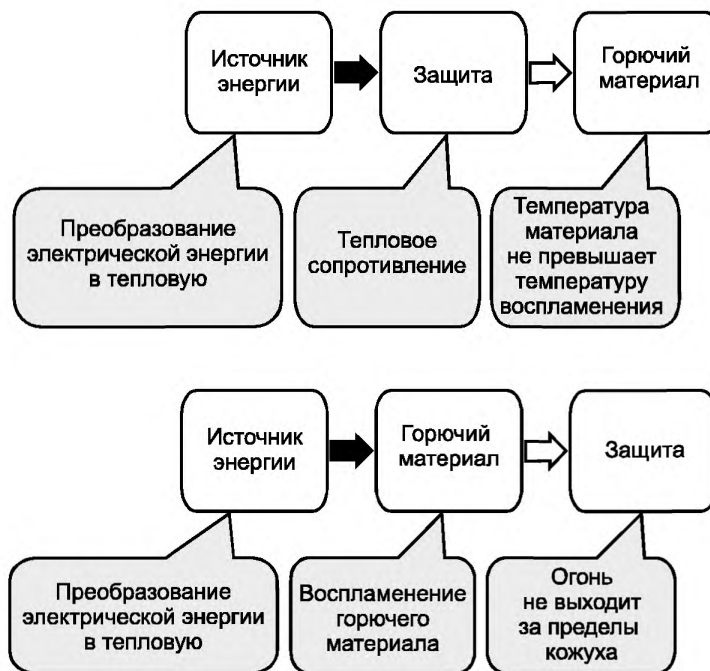 Источник
энергии
Защита
Горючий
материал
Преобразование
электрической энергии
в тепловую
Тепловое
сопротивление
Температура
материала
не превышает
температуру
воспламенения
Источник
энергии
Горючий
материал
Защита
Преобразование
электрической энергии
в тепловую
Воспламенение
горючего
материала
Огонь
не выходит
за пределы
кожуха